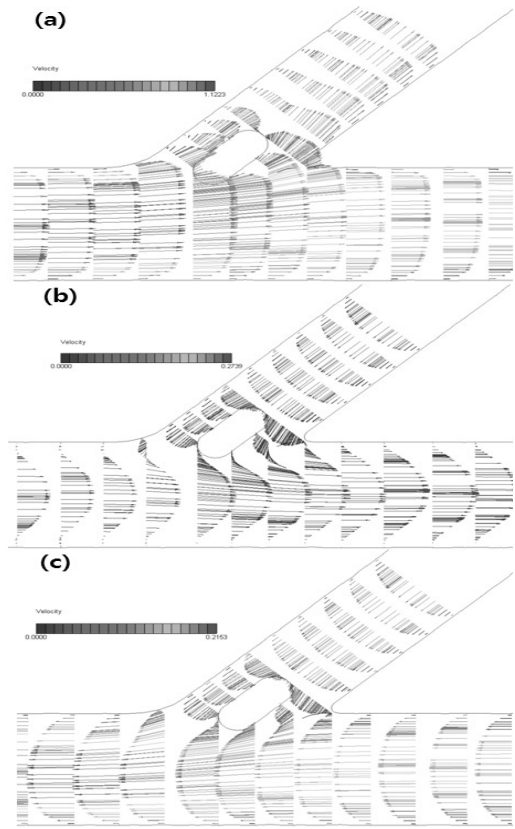 (a)
Velocity
0.0000 1.1223
(b)
Velocity
0.0000 0.2739
(c)
Velocity
0.0000 0.2153